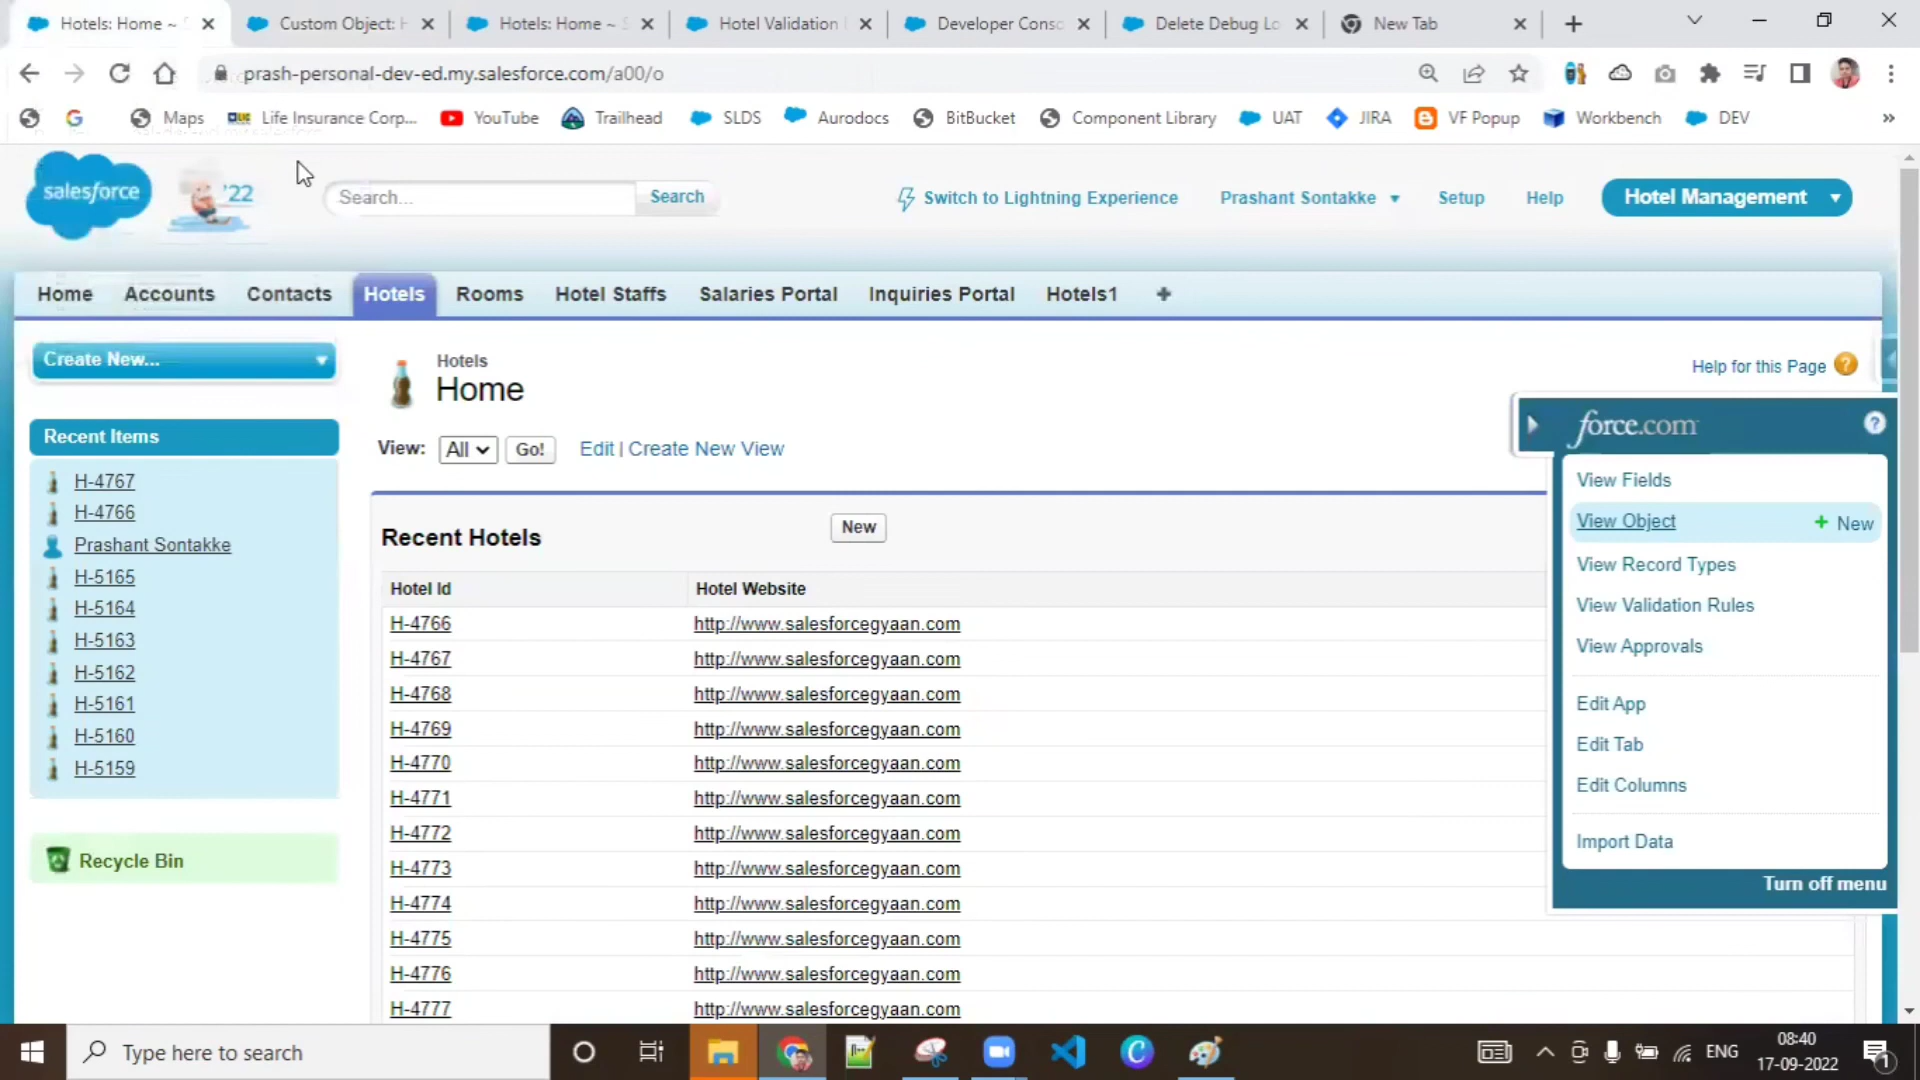 Hotels: Home ~
Custom Object: H
Hotels: Home ~ S
Hotel Validation
Developer Conso
Delete Debug Lo
New Tab
prash-personal-dev-ed.my.salesforce.com/a00/o
Maps
Life Insurance Corp...
YouTube
Trailhead
SLDS
Aurodocs
BitBucket
Component Library
UAT
JIRA
VF Popup
Workbench
DEV
»
salesforce
'22
Search...
Search
Switch to Lightning Experience
Prashant Sontakke
Setup
Help
Hotel Management
Home
Accounts
Contacts
Hotels
Rooms
Hotel Staffs
Salaries Portal
Inquiries Portal
Hotels1
+
Create New...
Recent Items
H-4767
H-4766
Prashant Sontakke
H-5165
H-5164
H-5163
H-5162
H-5161
H-5160
H-5159
Recycle Bin
Hotels
Home
Help for this Page ?
View: All Go! Edit | Create New View
Recent Hotels
New
Hotel Id Hotel Website
H-4766 http://www.salesforcegyaan.com
H-4767 http://www.salesforcegyaan.com
H-4768 http://www.salesforcegyaan.com
H-4769 http://www.salesforcegyaan.com
H-4770 http://www.salesforcegyaan.com
H-4771 http://www.salesforcegyaan.com
H-4772 http://www.salesforcegyaan.com
H-4773 http://www.salesforcegyaan.com
H-4774 http://www.salesforcegyaan.com
H-4775 http://www.salesforcegyaan.com
H-4776 http://www.salesforcegyaan.com
H-4777 http://www.salesforcegyaan.com
force.com ?
View Fields
View Object + New
View Record Types
View Validation Rules
View Approvals
Edit App
Edit Tab
Edit Columns
Import Data
Turn off menu
Type here to search
ENG
08:40
17-09-2022
1